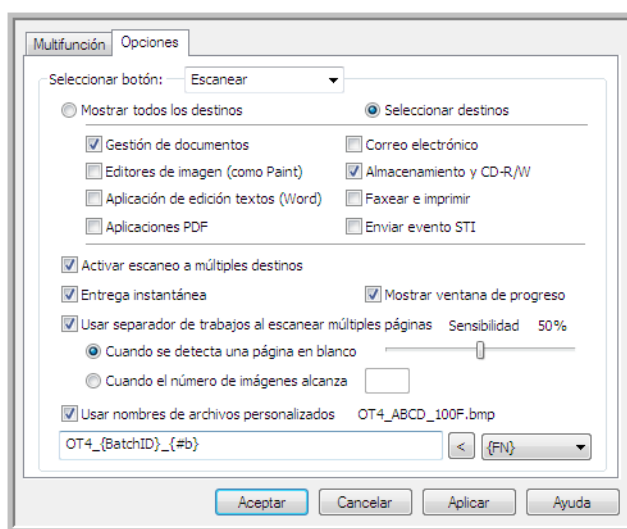 Multifunción Opciones
Seleccionar botón: Escanear
Mostrar todos los destinos Seleccionar destinos
Gestión de documentos Correo electrónico
Editores de imagen (como Paint) Almacenamiento y CD-R/W
Aplicación de edición textos (Word) Faxear e imprimir
Aplicaciones PDF Enviar evento STI
Activar escaneo a múltiples destinos
Entrega instantánea Mostrar ventana de progreso
Usar separador de trabajos al escanear múltiples páginas Sensibilidad 50%
Cuando se detecta una página en blanco
Cuando el número de imágenes alcanza
Usar nombres de archivos personalizados OT4_ABCD_100F.bmp
OT4_{BatchID}_{#b} < {FN}
Aceptar Cancelar Aplicar Ayuda